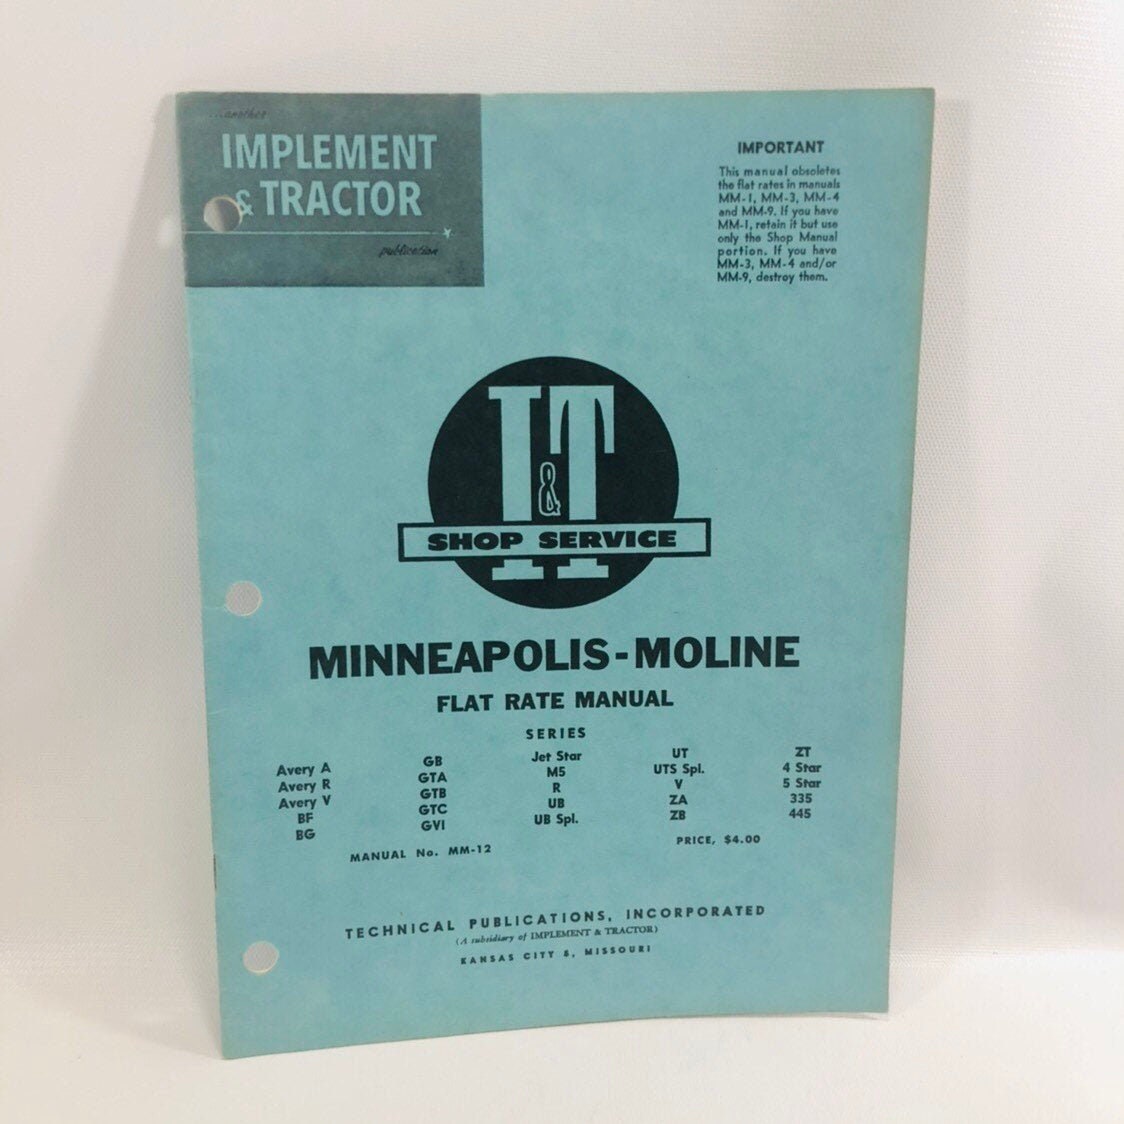 ...another
IMPLEMENT
& TRACTOR
publication
IMPORTANT
This manual obsoletes
the flat rates in manuals
MM-1, MM-3, MM-4
and MM-9. If you have
MM-1, retain it but use
only the Shop Manual
portion. If you have
MM-3, MM-4 and/or
MM-9, destroy them.
I&T
SHOP SERVICE
MINNEAPOLIS-MOLINE
FLAT RATE MANUAL
SERIES
Avery A GB Jet Star UT ZT
Avery R GTA M5 UTS Spl. 4 Star
Avery V GTB R V 5 Star
BF GTC UB ZA 335
BG GVI UB Spl. ZB 445
MANUAL No. MM-12 PRICE, $4.00
TECHNICAL PUBLICATIONS, INCORPORATED
(A subsidiary of IMPLEMENT & TRACTOR)
KANSAS CITY 8, MISSOURI